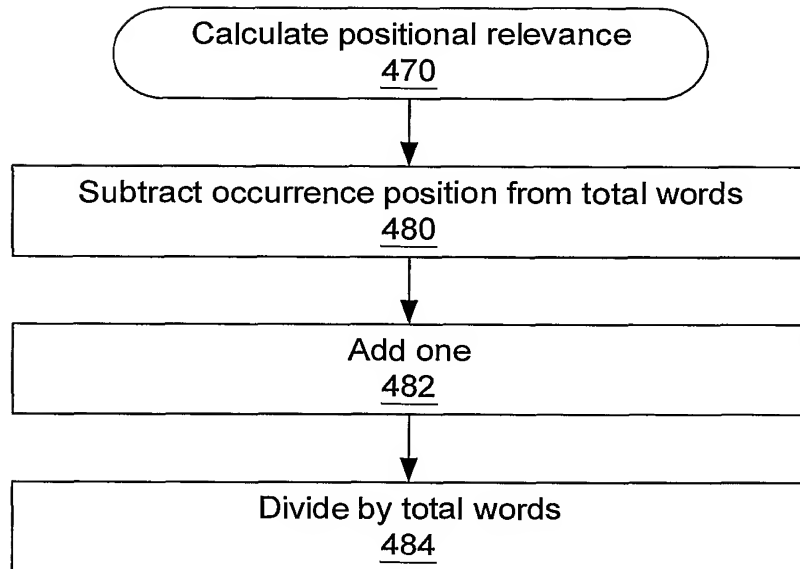 Calculate positional relevance
470
Subtract occurrence position from total words
480
Add one
482
Divide by total words
484